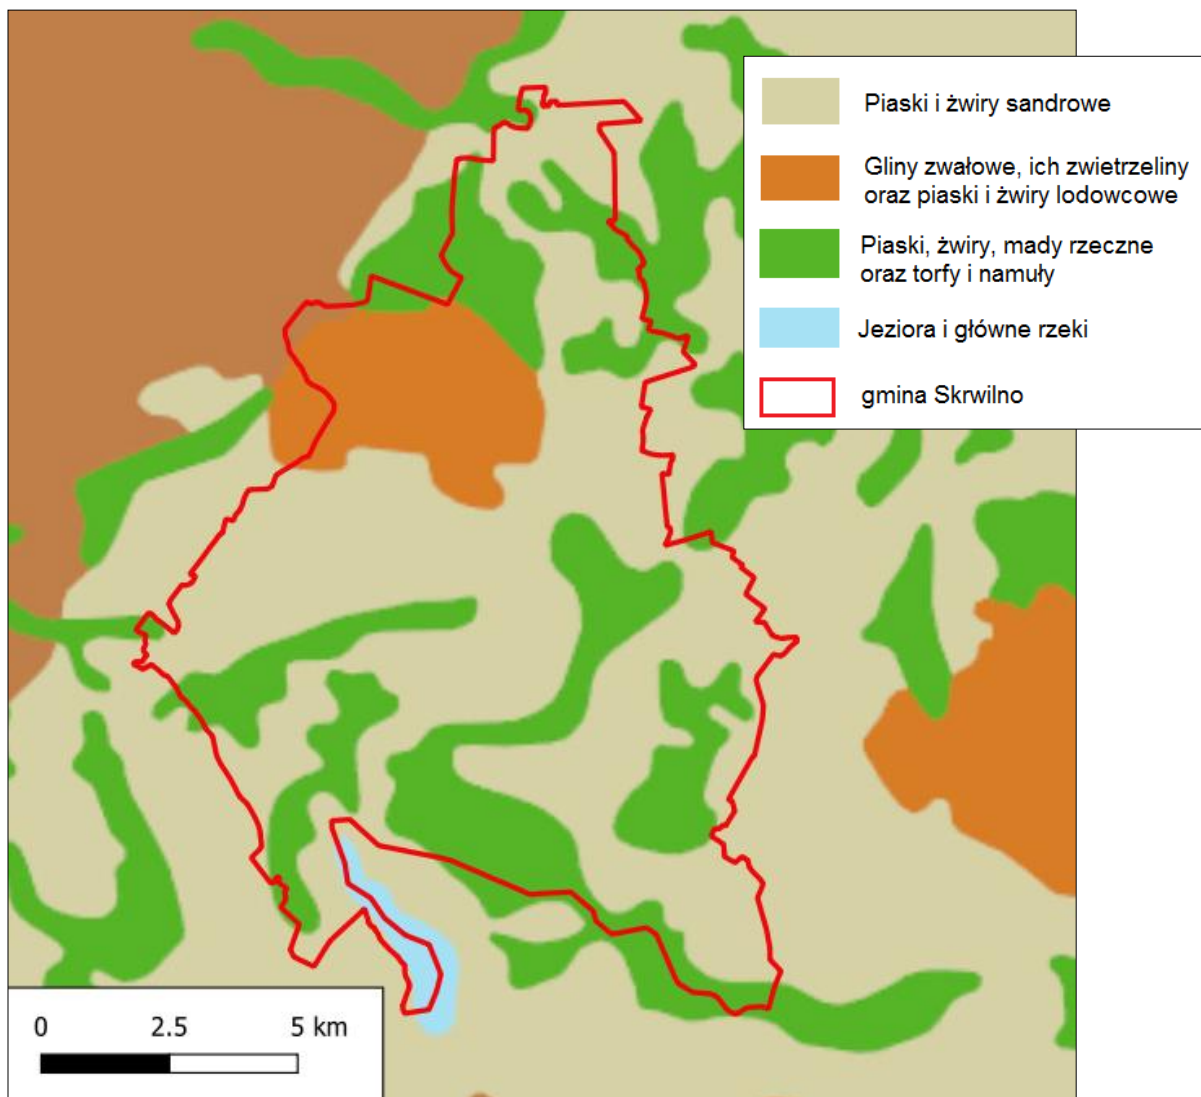 Piaski i żwiry sandrowe
Gliny zwałowe, ich zwietrzeliny
oraz piaski i żwiry lodowcowe
Piaski, żwiry, mady rzeczne
oraz torfy i namuły
Jeziora i główne rzeki
gmina Skrwilno
0 2.5 5 km